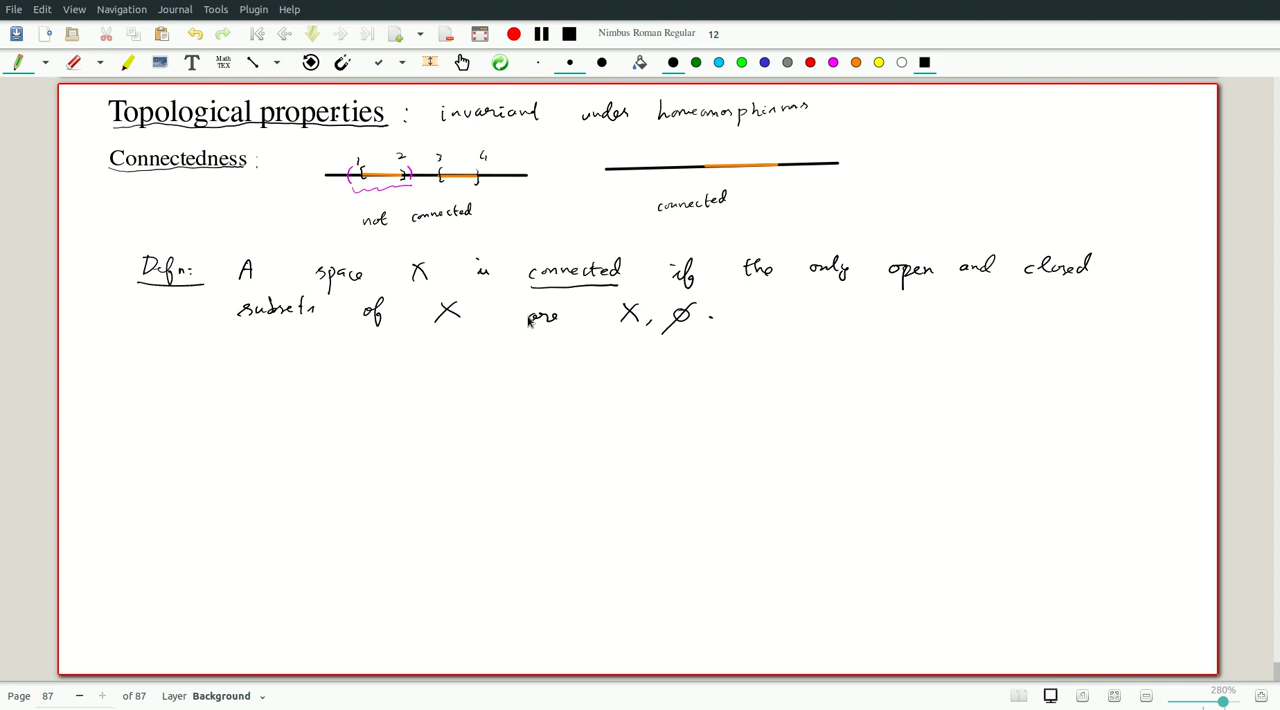 File Edit View Navigation Journal Tools Plugin Help
Nimbus Roman Regular 12
Math TEX
Topological properties : invariant under homeomorphisms
Connectedness :
1 2 3 4
not connected
connected
Defn: A space X is connected if the only open and closed
subsets of X are X, ∅.
Page 87 − + of 87 Layer Background 280%